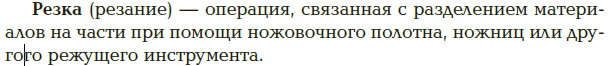 Резка (резание) — операция, связанная с разделением матери-
алов на части при помощи ножовочного полотна, ножниц или дру-
гого режущего инструмента.